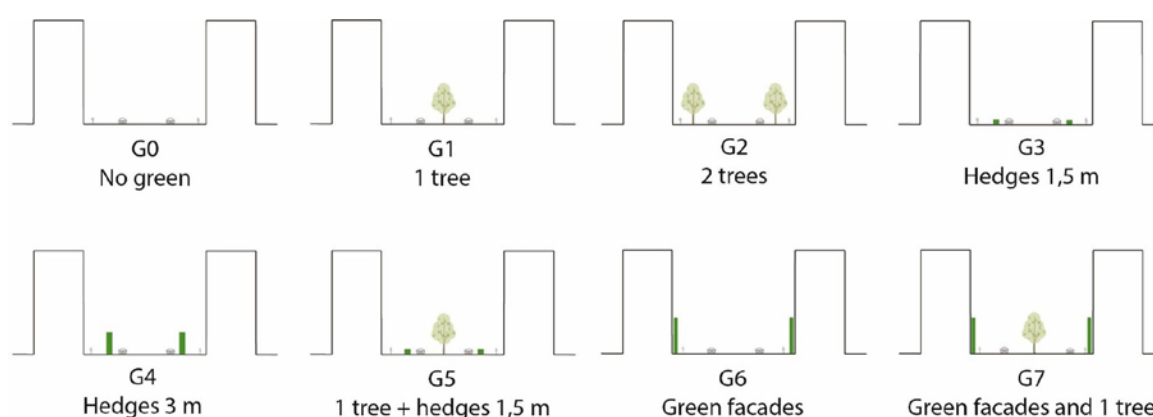 G0
No green
G1
1 tree
G2
2 trees
G3
Hedges 1,5 m
G4
Hedges 3 m
G5
1 tree + hedges 1,5 m
G6
Green facades
G7
Green facades and 1 tree